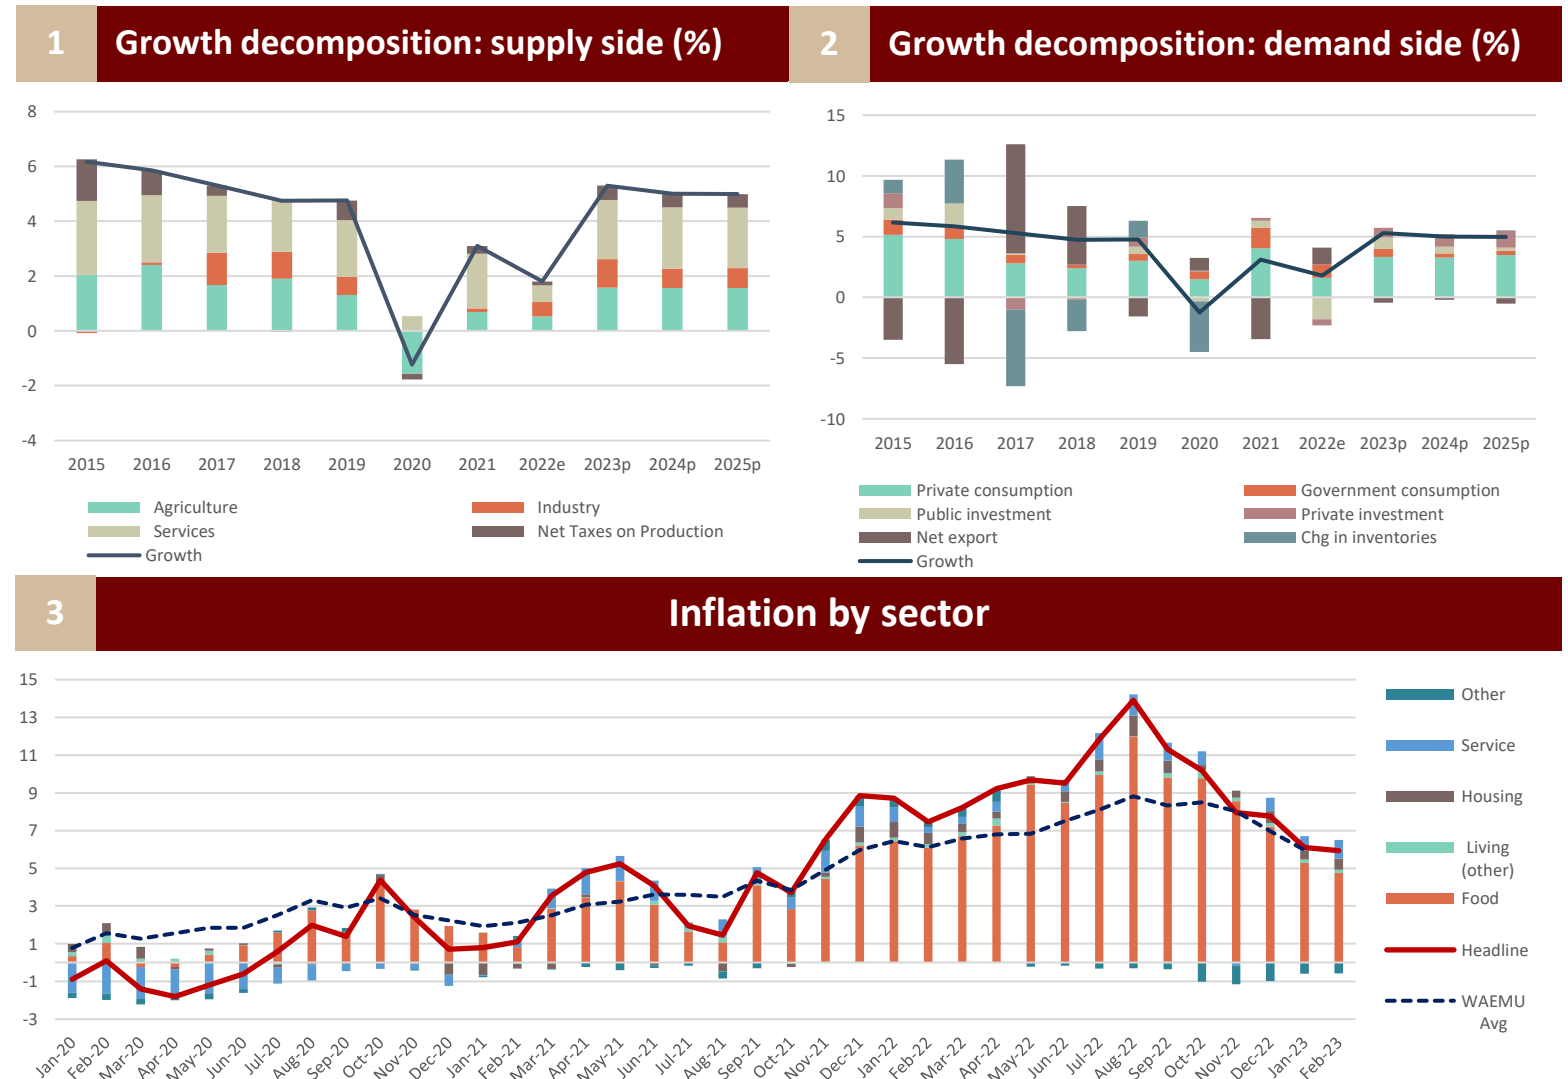 1 Growth decomposition: supply side (%)
8
6
4
2
0
-2
-4
2015 2016 2017 2018 2019 2020 2021 2022e 2023p 2024p 2025p
Agriculture Industry
Services Net Taxes on Production
Growth
2 Growth decomposition: demand side (%)
15
10
5
0
-5
-10
2015 2016 2017 2018 2019 2020 2021 2022e 2023p 2024p 2025p
Private consumption Government consumption
Public investment Private investment
Net export Chg in inventories
Growth
3 Inflation by sector
15
13
11
9
7
5
3
1
-1
-3
Jan-20 Feb-20 Mar-20 Apr-20 May-20 Jun-20 Jul-20 Aug-20 Sep-20 Oct-20 Nov-20 Dec-20 Jan-21 Feb-21 Mar-21 Apr-21 May-21 Jun-21 Jul-21 Aug-21 Sep-21 Oct-21 Nov-21 Dec-21 Jan-22 Feb-22 Mar-22 Apr-22 May-22 Jun-22 Jul-22 Aug-22 Sep-22 Oct-22 Nov-22 Dec-22 Jan-23 Feb-23
Other
Service
Housing
Living
(other)
Food
Headline
WAEMU
Avg